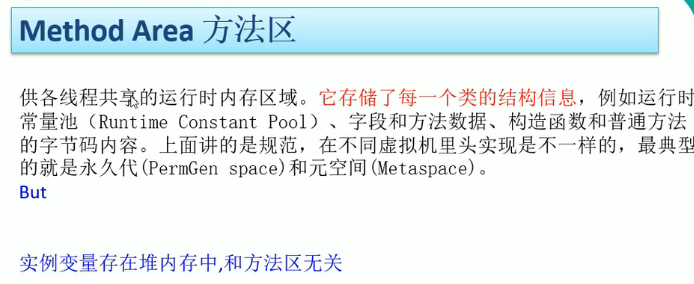 Method Area 方法区
供各线程共享的运行时内存区域。它存储了每一个类的结构信息，例如运行时
常量池（Runtime Constant Pool）、字段和方法数据、构造函数和普通方法
的字节码内容。上面讲的是规范，在不同虚拟机里头实现是不一样的，最典型
的就是永久代(PermGen space)和元空间(Metaspace)。
But
实例变量存在堆内存中,和方法区无关